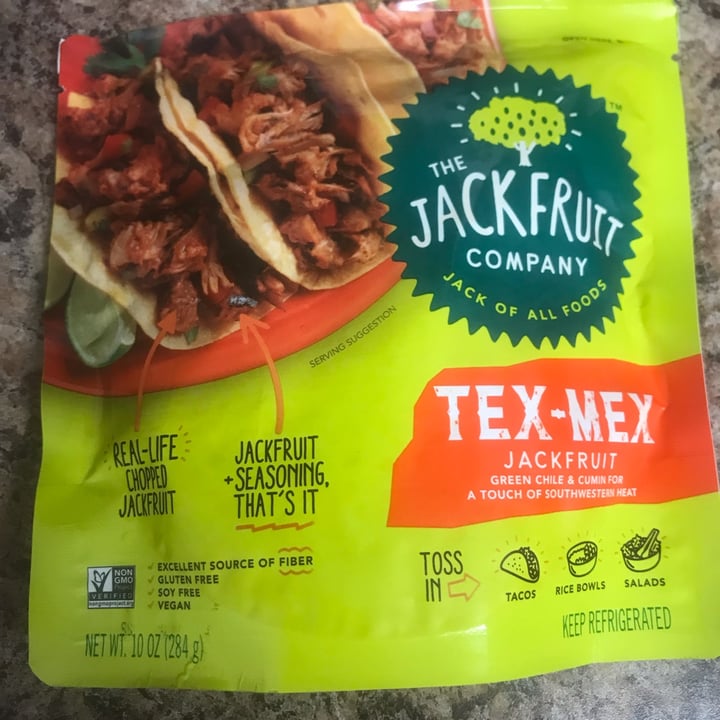 THE
JACKFRUIT
COMPANY
JACK OF ALL FOODS
TM
SERVING SUGGESTION
REAL-LIFE
CHOPPED
JACKFRUIT
JACKFRUIT
+SEASONING,
THAT'S IT
TEX-MEX
JACKFRUIT
GREEN CHILE & CUMIN FOR
A TOUCH OF SOUTHWESTERN HEAT
NON
GMO
Project
VERIFIED
nongmoproject.org
✓ EXCELLENT SOURCE OF FIBER
✓ GLUTEN FREE
✓ SOY FREE
✓ VEGAN
TOSS
IN
TACOS
RICE BOWLS
SALADS
KEEP REFRIGERATED
NET WT. 10 OZ (284 g)